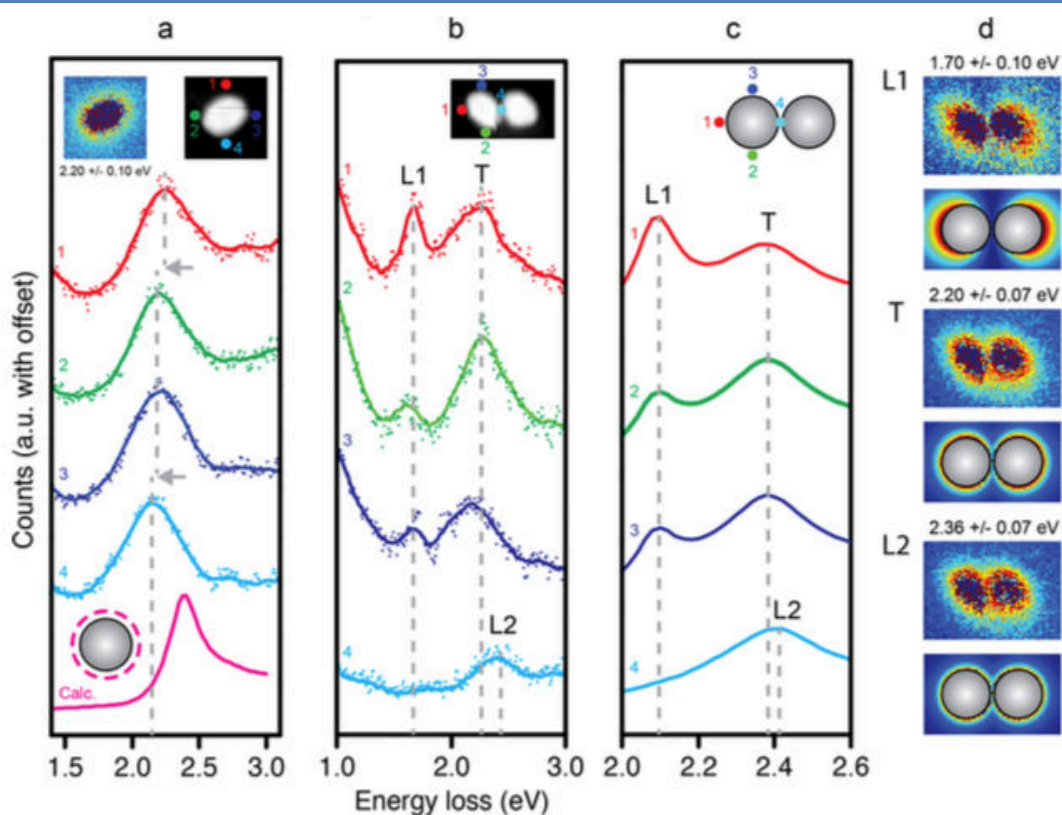 a
b
c
d
1
2
3
4
2.20 +/- 0.10 eV
1
2
3
4
Calc.
3
1
4
2
L1
T
1
2
3
4
L2
3
1
4
2
L1
T
1
2
3
4
L2
L1
1.70 +/- 0.10 eV
T
2.20 +/- 0.07 eV
L2
2.36 +/- 0.07 eV
Counts (a.u. with offset)
1.5 2.0 2.5 3.0
1.0 2.0 3.0
2.0 2.2 2.4 2.6
Energy loss (eV)